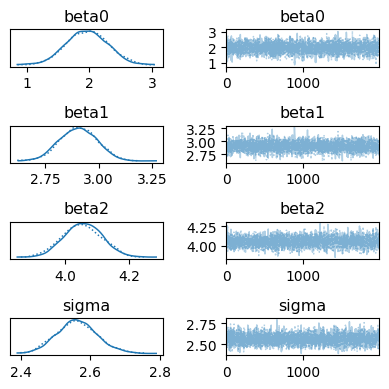 beta0 beta0
3
2
1
1 2 3 0 1000
beta1 beta1
3.25
3.00
2.75
2.75 3.00 3.25 0 1000
beta2 beta2
4.25
4.00
4.0 4.2 0 1000
sigma sigma
2.75
2.50
2.4 2.6 2.8 0 1000